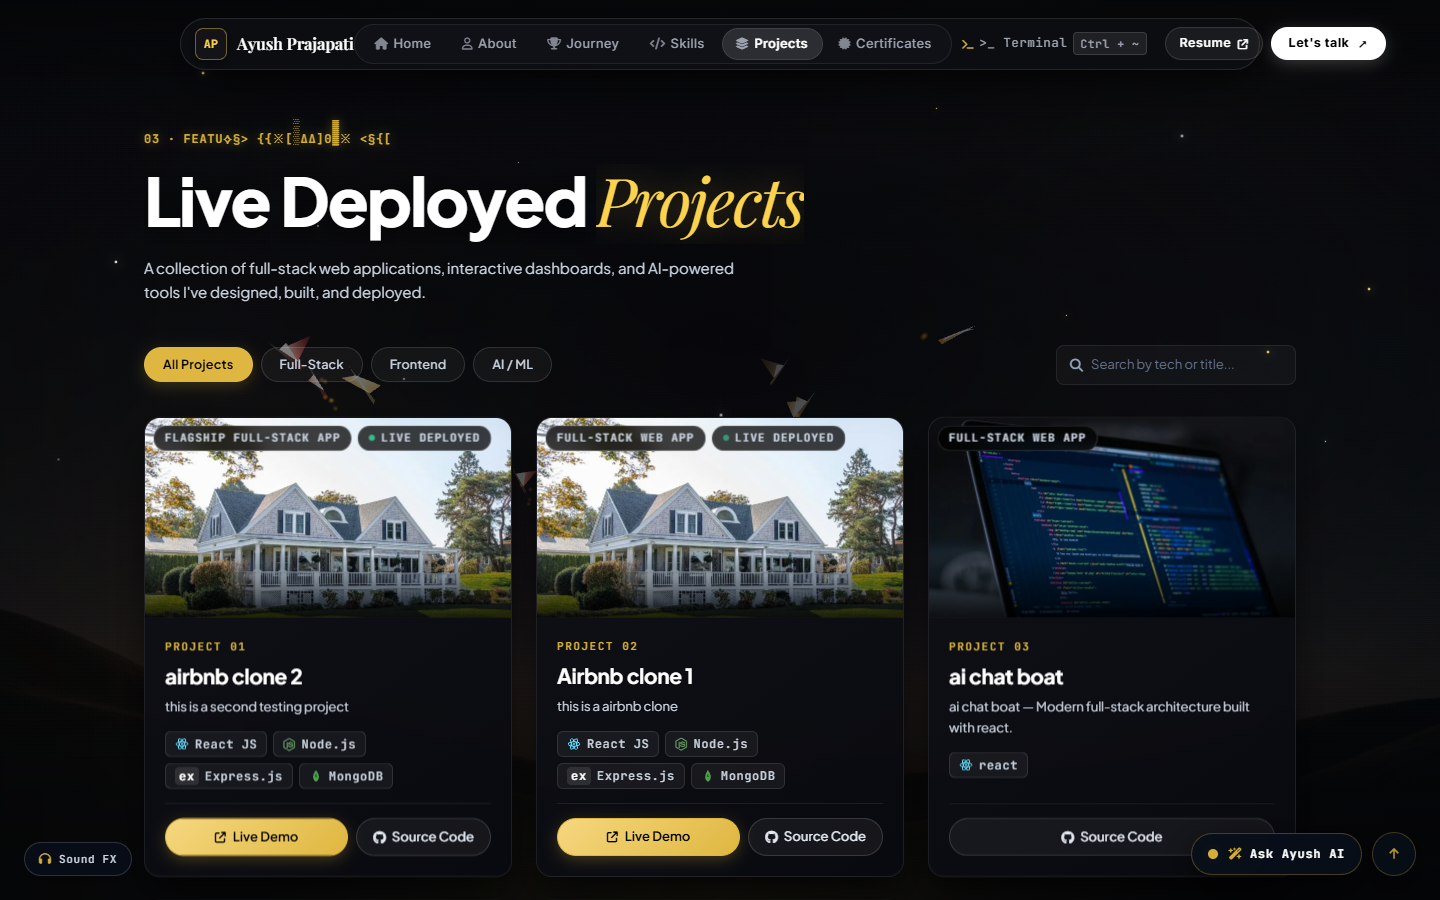 AP Ayush Prajapati Home About Journey Skills Projects Certificates >_ Terminal Ctrl + ~ Resume Let's talk ↗
03 · FEATU
Live Deployed Projects
A collection of full-stack web applications, interactive dashboards, and AI-powered
tools I've designed, built, and deployed.
All Projects Full-Stack Frontend AI / ML Search by tech or title...
FLAGSHIP FULL-STACK APP LIVE DEPLOYED
FULL-STACK WEB APP LIVE DEPLOYED
FULL-STACK WEB APP
PROJECT 01
airbnb clone 2
this is a second testing project
React JS Node.js
ex Express.js MongoDB
Live Demo Source Code
PROJECT 02
Airbnb clone 1
this is a airbnb clone
React JS Node.js
ex Express.js MongoDB
Live Demo Source Code
PROJECT 03
ai chat boat
ai chat boat — Modern full-stack architecture built
with react.
react
Source Code
Sound FX
Ask Ayush AI ↑